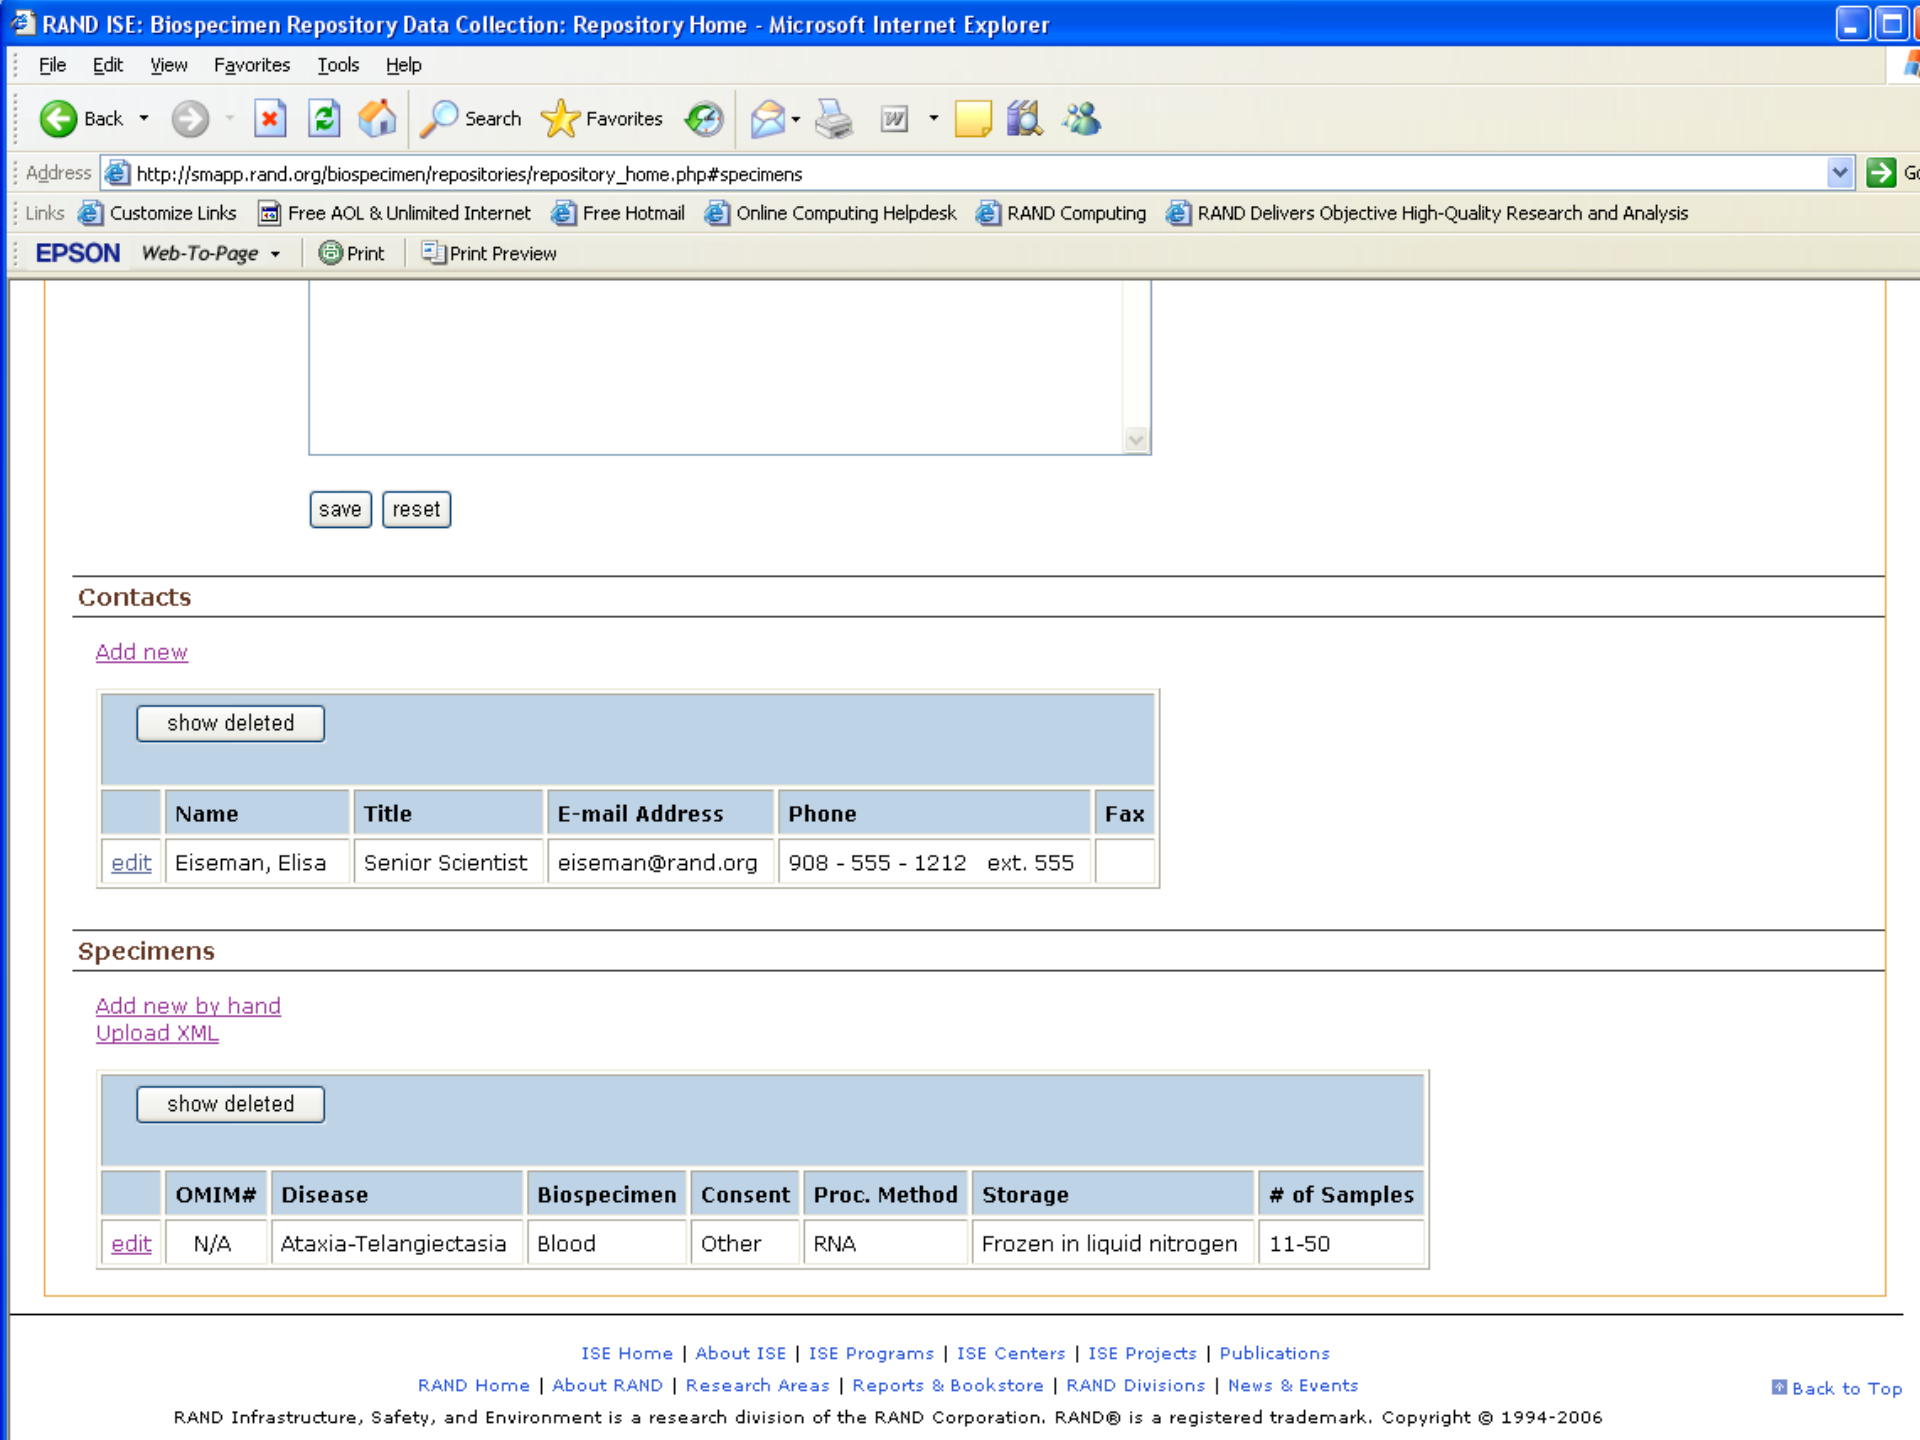 RAND ISE: Biospecimen Repository Data Collection: Repository Home - Microsoft Internet Explorer
File Edit View Favorites Tools Help
Back Search Favorites W
Address http://smapp.rand.org/biospecimen/repositories/repository_home.php#specimens
Links Customize Links Free AOL & Unlimited Internet Free Hotmail Online Computing Helpdesk RAND Computing RAND Delivers Objective High-Quality Research and Analysis
EPSON Web-To-Page Print Print Preview
save reset
Contacts
Add new
show deleted
Name Title E-mail Address Phone Fax
edit Eiseman, Elisa Senior Scientist eiseman@rand.org 908 - 555 - 1212 ext. 555
Specimens
Add new by hand
Upload XML
show deleted
OMIM# Disease Biospecimen Consent Proc. Method Storage # of Samples
edit N/A Ataxia-Telangiectasia Blood Other RNA Frozen in liquid nitrogen 11-50
ISE Home | About ISE | ISE Programs | ISE Centers | ISE Projects | Publications
RAND Home | About RAND | Research Areas | Reports & Bookstore | RAND Divisions | News & Events
Back to Top
RAND Infrastructure, Safety, and Environment is a research division of the RAND Corporation. RAND® is a registered trademark. Copyright © 1994-2006